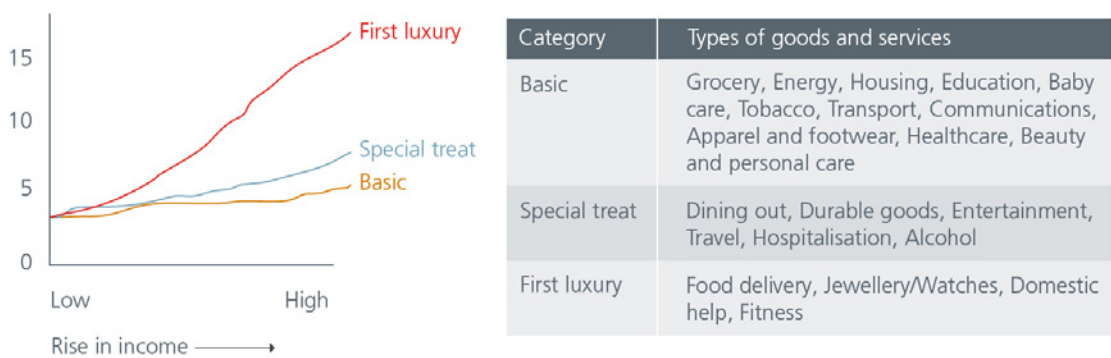 15
10
5
0
First luxury
Special treat
Basic
Low
High
Rise in income
Category
Types of goods and services
Basic
Grocery, Energy, Housing, Education, Baby
care, Tobacco, Transport, Communications,
Apparel and footwear, Healthcare, Beauty
and personal care
Special treat
Dining out, Durable goods, Entertainment,
Travel, Hospitalisation, Alcohol
First luxury
Food delivery, Jewellery/Watches, Domestic
help, Fitness